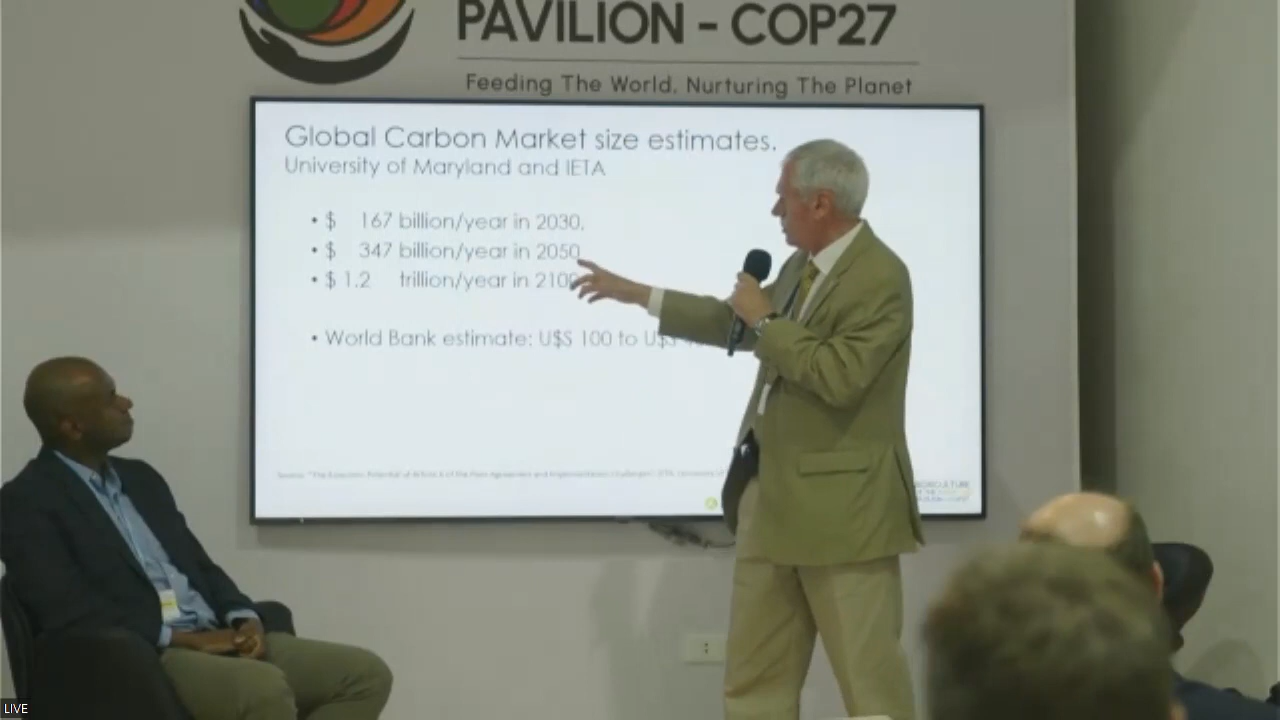 PAVILION - COP27
Feeding The World, Nurturing The Planet
Global Carbon Market size estimates.
University of Maryland and IETA
• $ 167 billion/year in 2030,
• $ 347 billion/year in 2050
• $ 1.2 trillion/year in 2100
• World Bank estimate: U$S 100 to U$S
LIVE